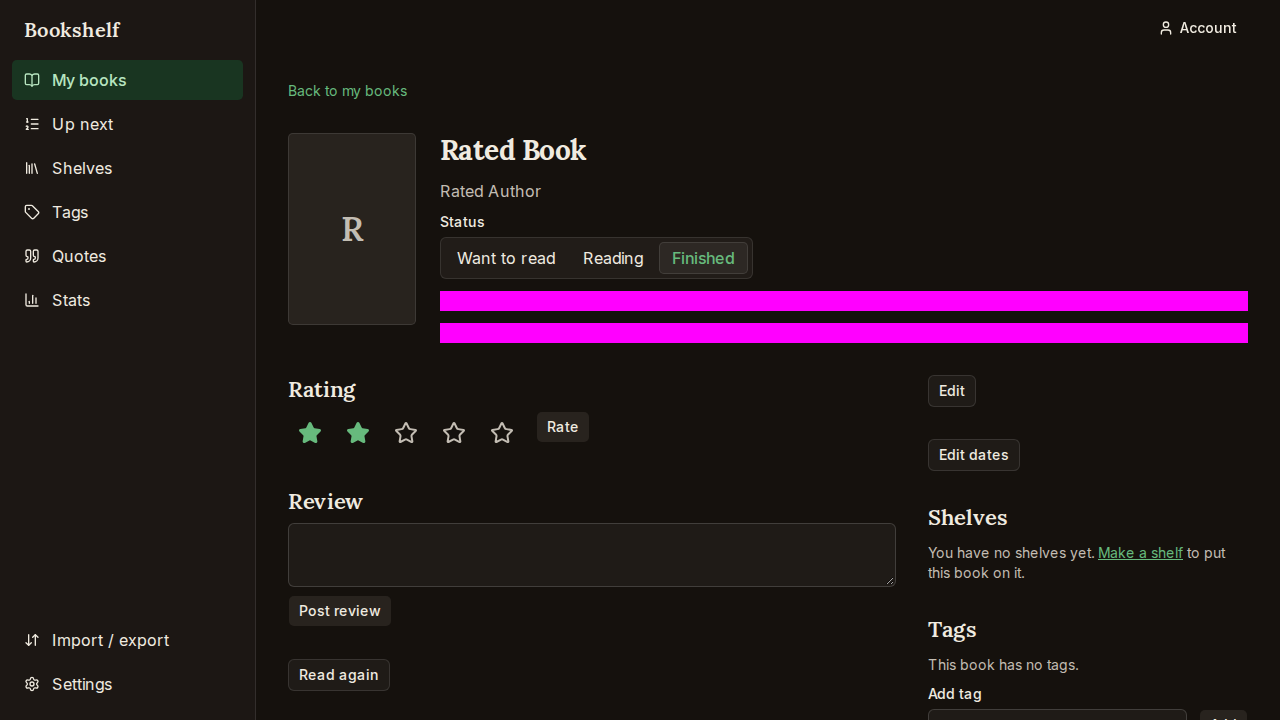 Bookshelf
My books
Up next
Shelves
Tags
Quotes
Stats
Import / export
Settings
Account
Back to my books
R
Rated Book
Rated Author
Status
Want to read
Reading
Finished
Rating
Rate
Review
Post review
Read again
Edit
Edit dates
Shelves
You have no shelves yet. Make a shelf to put
this book on it.
Tags
This book has no tags.
Add tag